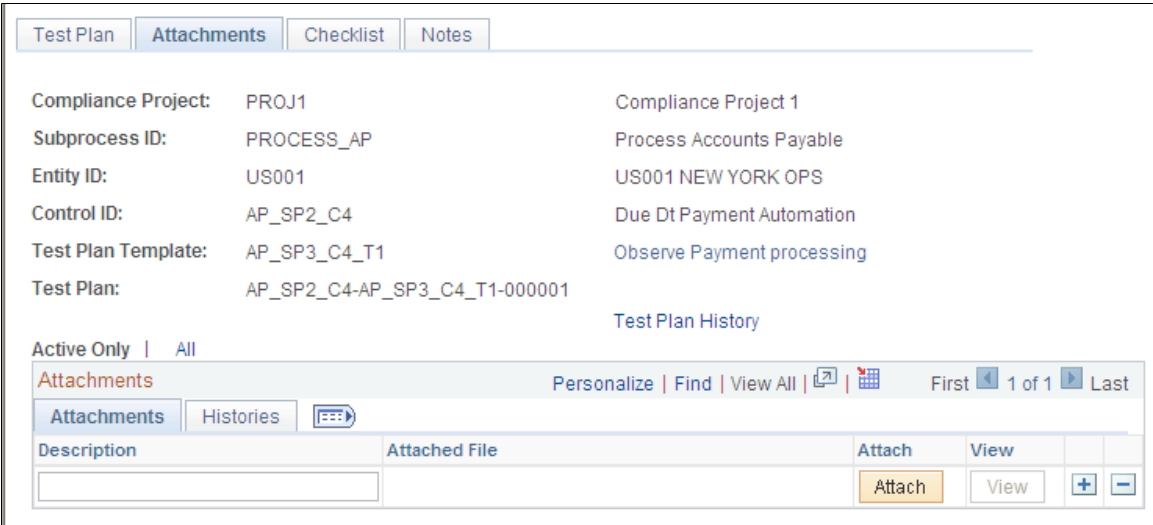 Test Plan Attachments Checklist Notes
Compliance Project: PROJ1 Compliance Project 1
Subprocess ID: PROCESS_AP Process Accounts Payable
Entity ID: US001 US001 NEW YORK OPS
Control ID: AP_SP2_C4 Due Dt Payment Automation
Test Plan Template: AP_SP3_C4_T1 Observe Payment processing
Test Plan: AP_SP2_C4-AP_SP3_C4_T1-000001
Test Plan History
Active Only | All
Attachments Personalize | Find | View All | | First 1 of 1 Last
Attachments Histories
Description Attached File Attach View
Attach View + -